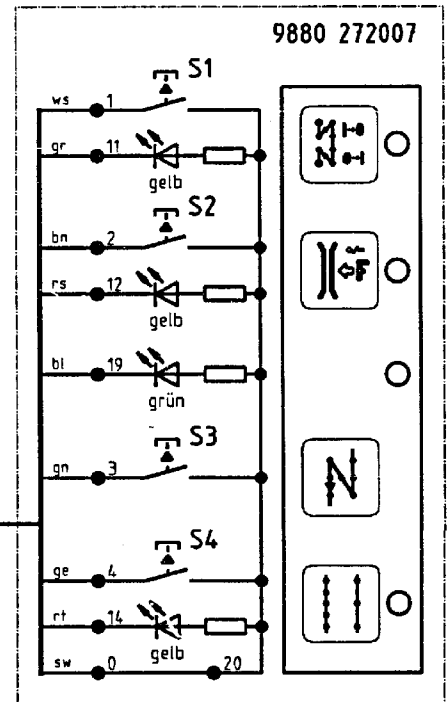 9880 272007
S1
ws 1
gr 11
gelb
S2
bn 2
rs 12
gelb
bl 19
grün
S3
gn 3
S4
ge 4
rt 14
gelb
sw 0 20